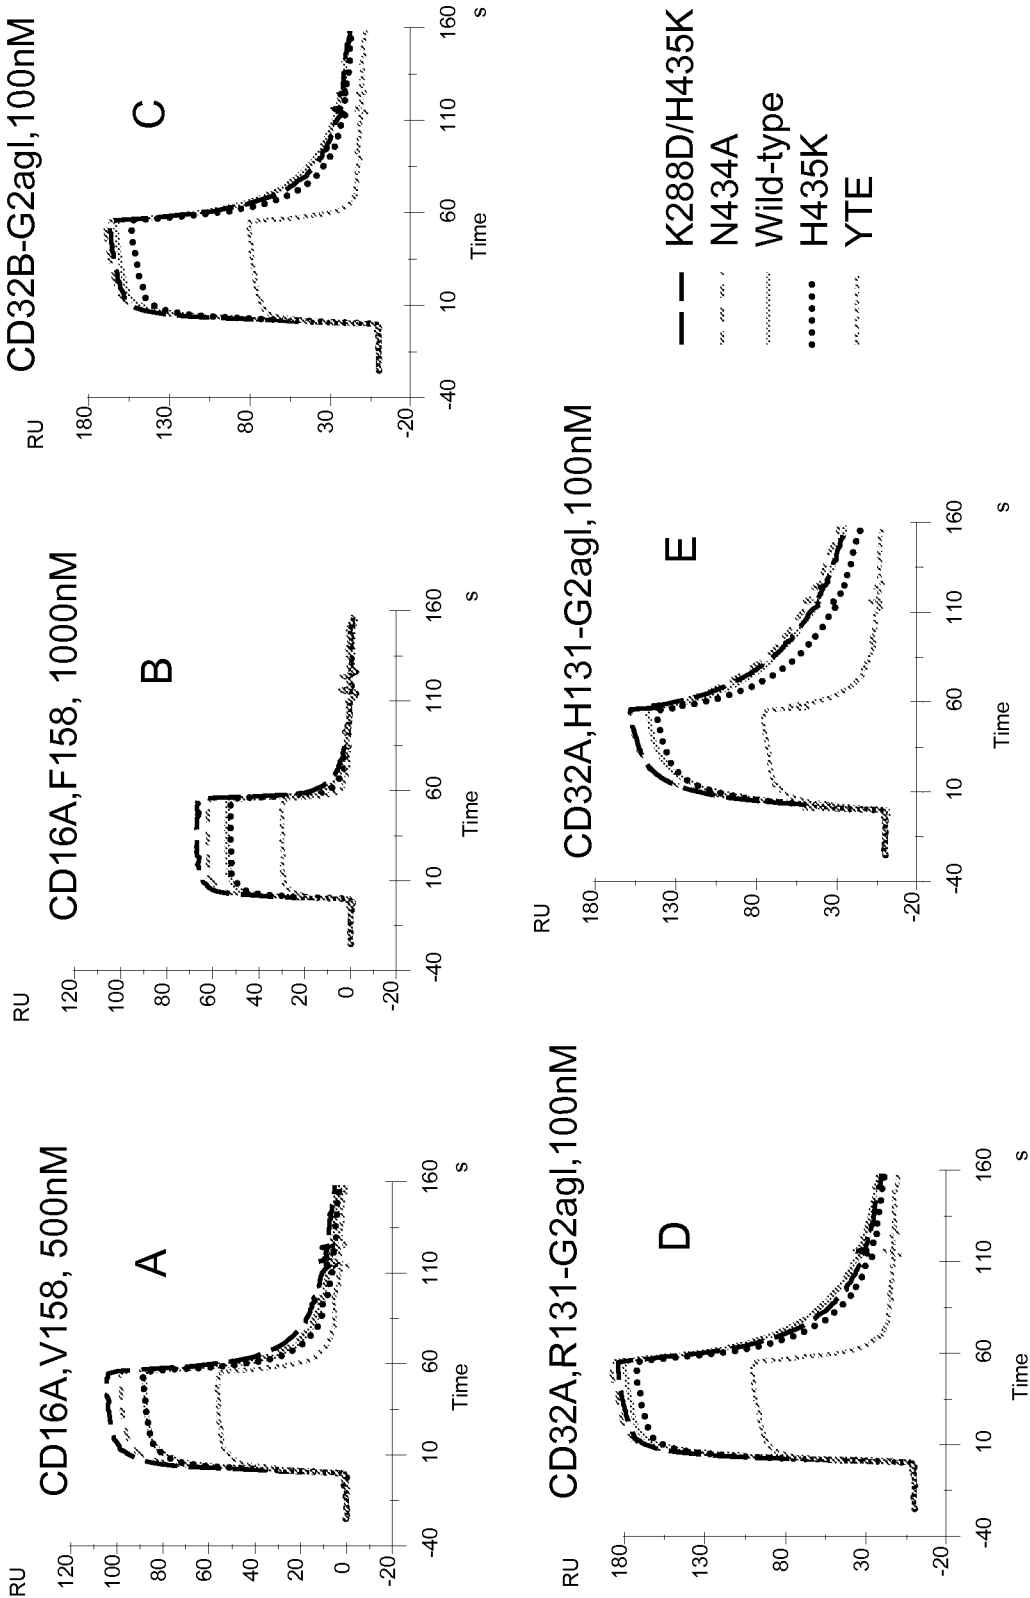 CD16A,V158, 500nM
A
RU
120
100
80
60
40
20
0
-20
-40
10
60
110
160
Time
s
CD16A,F158, 1000nM
B
RU
120
100
80
60
40
20
0
-20
-40
10
60
110
160
Time
s
CD32B-G2agl,100nM
C
RU
180
130
80
30
-20
-40
10
60
110
160
Time
s
CD32A,R131-G2agl,100nM
D
RU
180
130
80
30
-20
-40
10
60
110
160
Time
s
CD32A,H131-G2agl,100nM
E
RU
180
130
80
30
-20
-40
10
60
110
160
Time
s
K288D/H435K
N434A
Wild-type
H435K
YTE